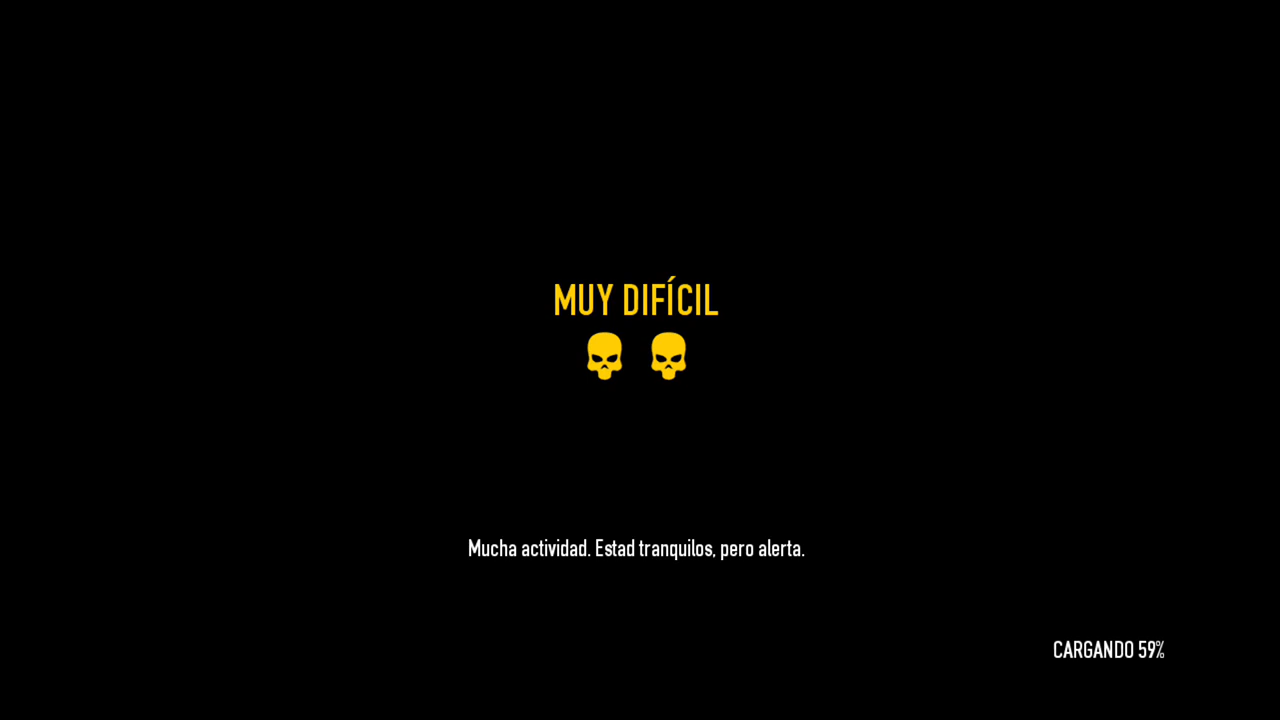 MUY DIFÍCIL
Mucha actividad. Estad tranquilos, pero alerta.
CARGANDO 59%